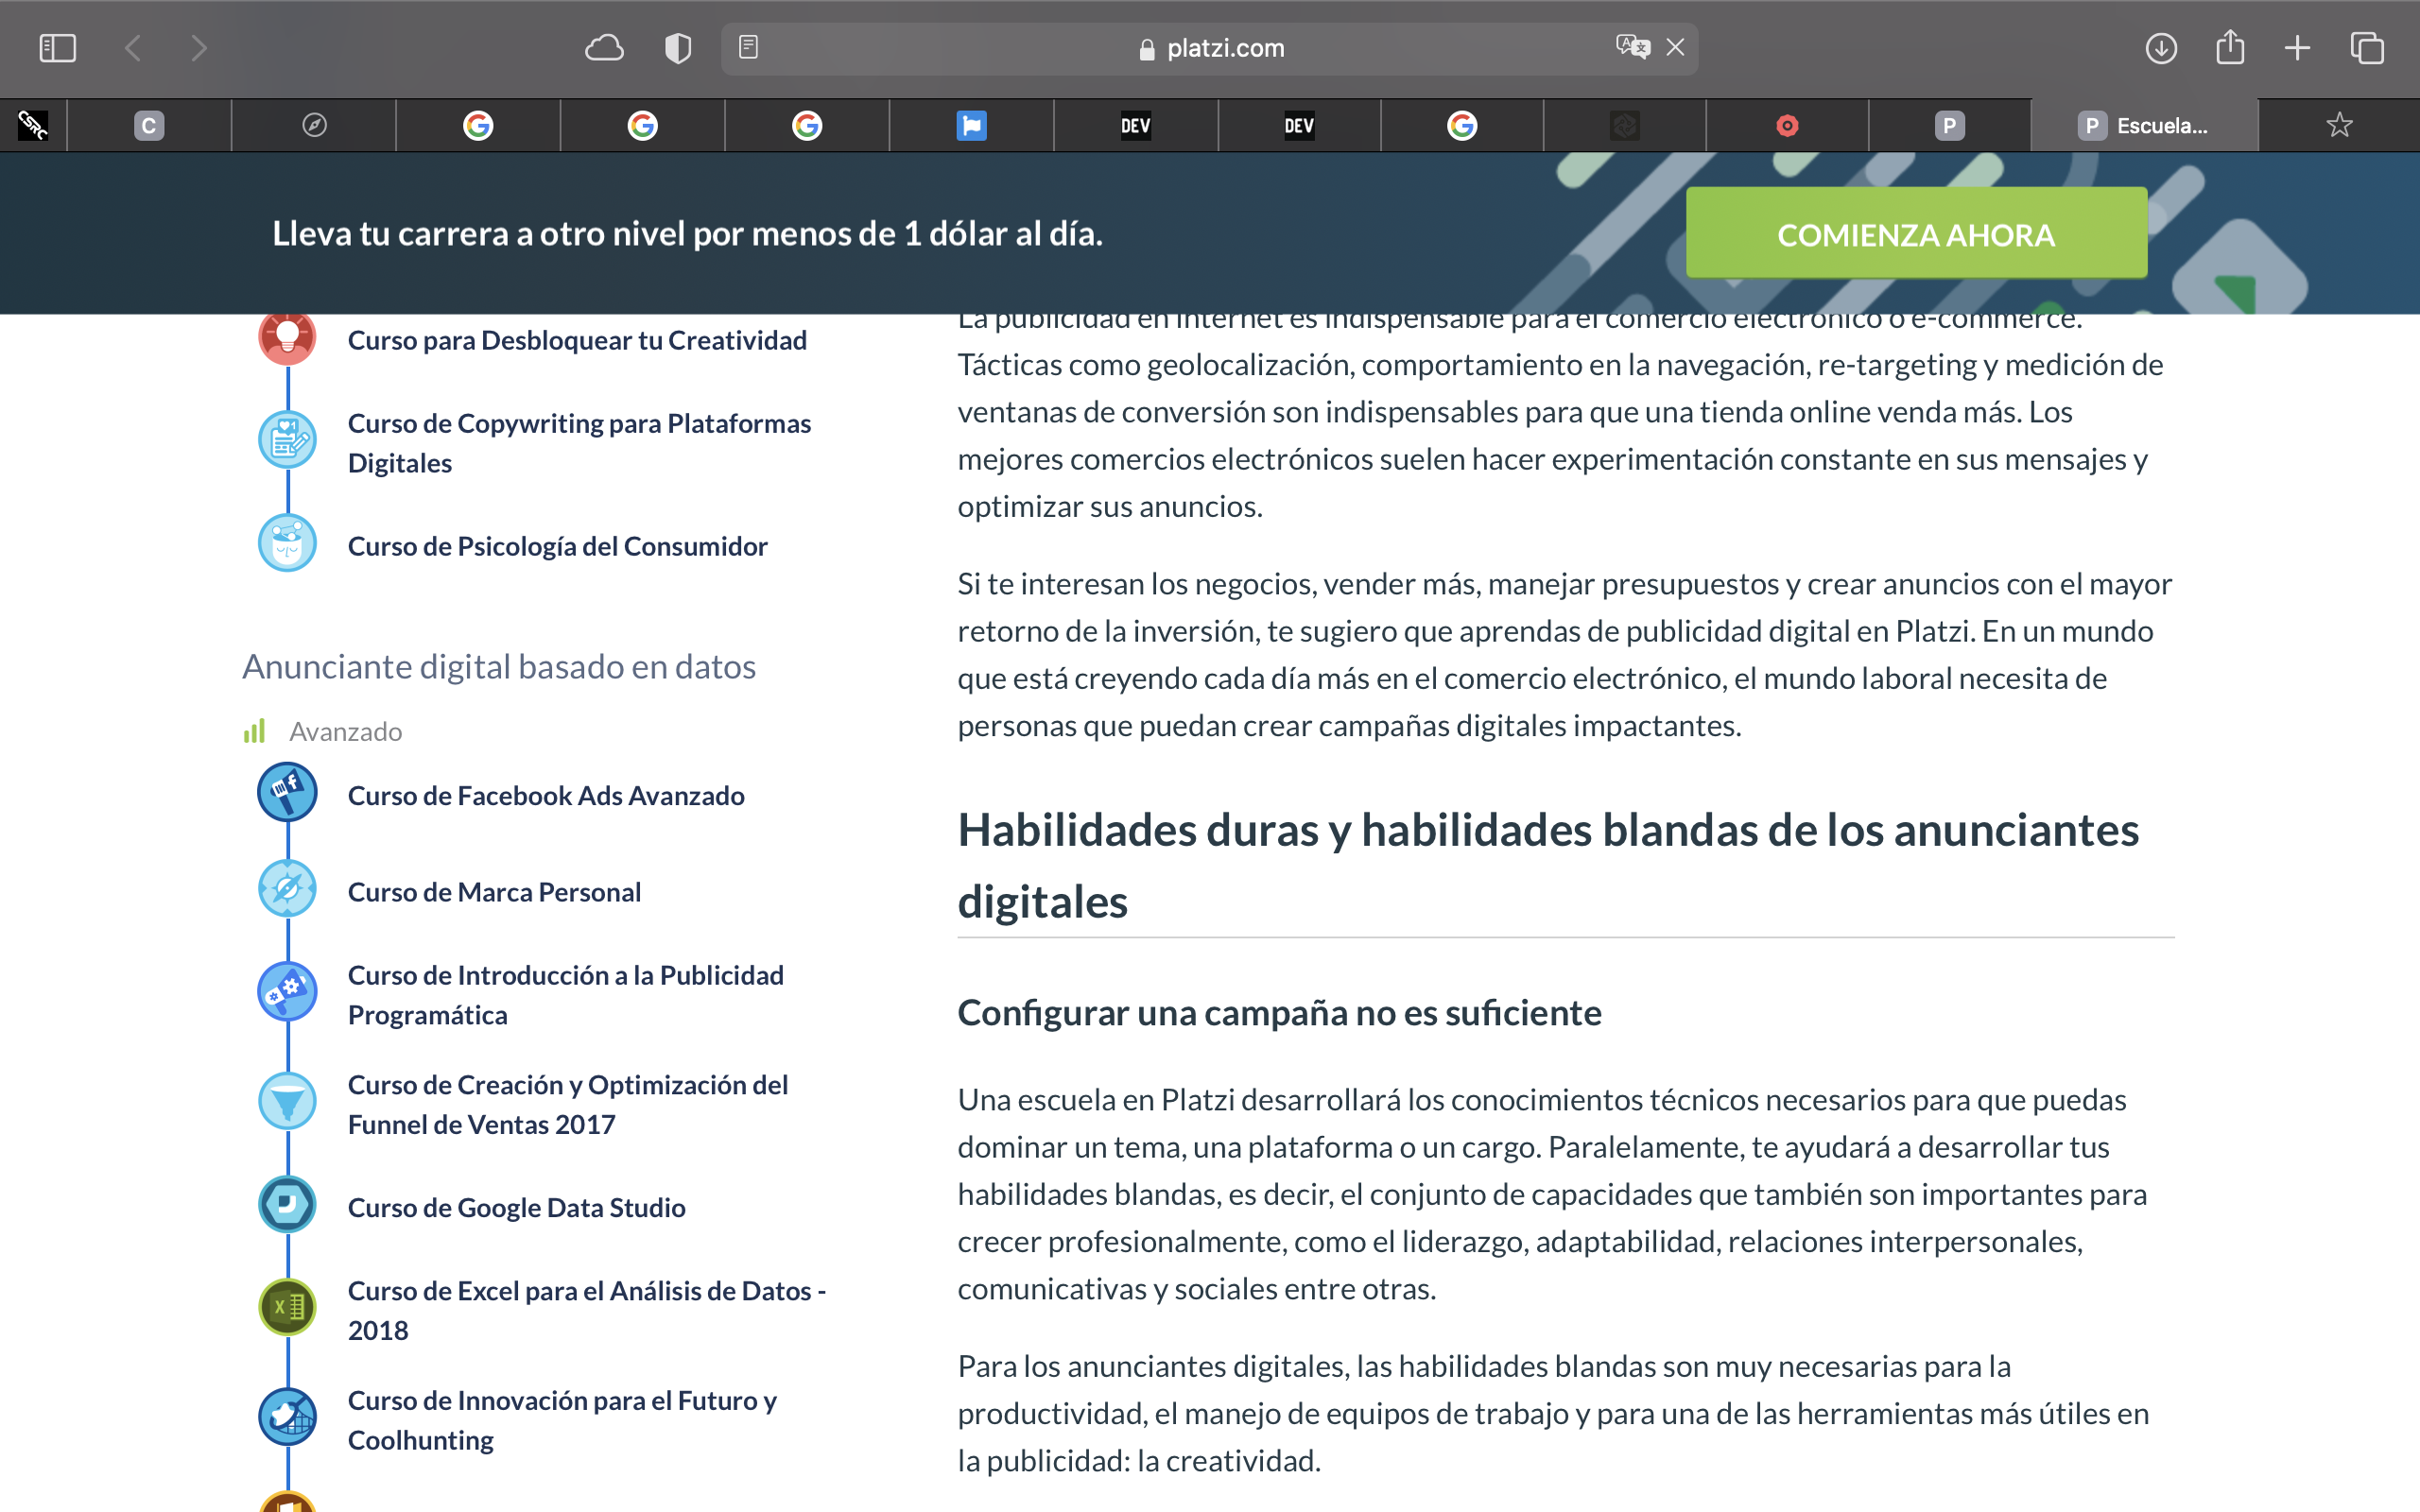 platzi.com
CSRC
C
DEV
DEV
P
P Escuela...
Lleva tu carrera a otro nivel por menos de 1 dólar al día.
COMIENZA AHORA
Curso para Desbloquear tu Creatividad
Curso de Copywriting para Plataformas
Digitales
Curso de Psicología del Consumidor
Anunciante digital basado en datos
Avanzado
Curso de Facebook Ads Avanzado
Curso de Marca Personal
Curso de Introducción a la Publicidad
Programática
Curso de Creación y Optimización del
Funnel de Ventas 2017
Curso de Google Data Studio
Curso de Excel para el Análisis de Datos -
2018
Curso de Innovación para el Futuro y
Coolhunting
La publicidad en internet es indispensable para el comercio electrónico o e-commerce.
Tácticas como geolocalización, comportamiento en la navegación, re-targeting y medición de
ventanas de conversión son indispensables para que una tienda online venda más. Los
mejores comercios electrónicos suelen hacer experimentación constante en sus mensajes y
optimizar sus anuncios.
Si te interesan los negocios, vender más, manejar presupuestos y crear anuncios con el mayor
retorno de la inversión, te sugiero que aprendas de publicidad digital en Platzi. En un mundo
que está creyendo cada día más en el comercio electrónico, el mundo laboral necesita de
personas que puedan crear campañas digitales impactantes.
Habilidades duras y habilidades blandas de los anunciantes
digitales
Configurar una campaña no es suficiente
Una escuela en Platzi desarrollará los conocimientos técnicos necesarios para que puedas
dominar un tema, una plataforma o un cargo. Paralelamente, te ayudará a desarrollar tus
habilidades blandas, es decir, el conjunto de capacidades que también son importantes para
crecer profesionalmente, como el liderazgo, adaptabilidad, relaciones interpersonales,
comunicativas y sociales entre otras.
Para los anunciantes digitales, las habilidades blandas son muy necesarias para la
productividad, el manejo de equipos de trabajo y para una de las herramientas más útiles en
la publicidad: la creatividad.